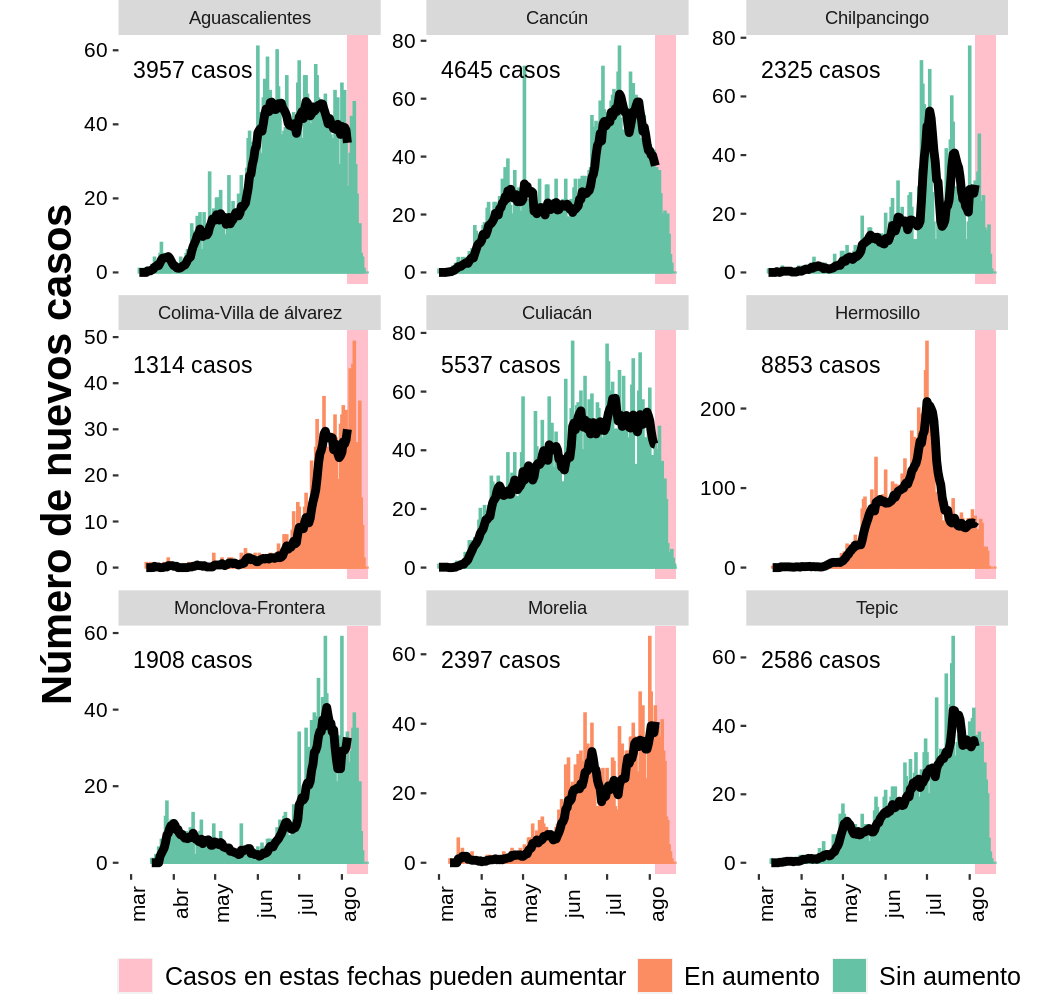 Número de nuevos casos
Aguascalientes
3957 casos
60
40
20
0
Cancún
4645 casos
80
60
40
20
0
Chilpancingo
2325 casos
80
60
40
20
0
Colima-Villa de álvarez
1314 casos
50
40
30
20
10
0
Culiacán
5537 casos
80
60
40
20
0
Hermosillo
8853 casos
200
100
0
Monclova-Frontera
1908 casos
60
40
20
0
mar abr may jun jul ago
Morelia
2397 casos
60
40
20
0
mar abr may jun jul ago
Tepic
2586 casos
60
40
20
0
mar abr may jun jul ago
Casos en estas fechas pueden aumentar En aumento Sin aumento